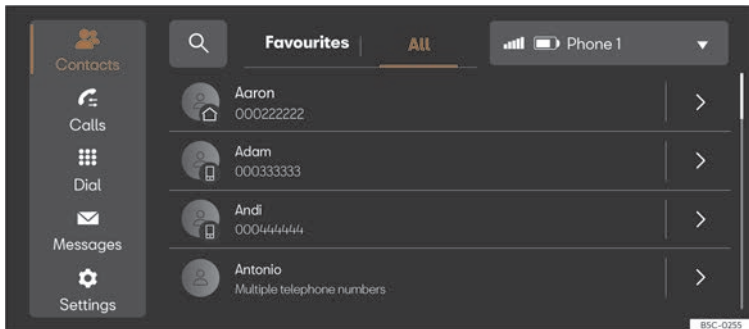 Contacts
Calls
Dial
Messages
Settings
Favourites
All
Phone 1
Aaron
000222222
Adam
000333333
Andi
000444444
Antonio
Multiple telephone numbers
BSC-0255